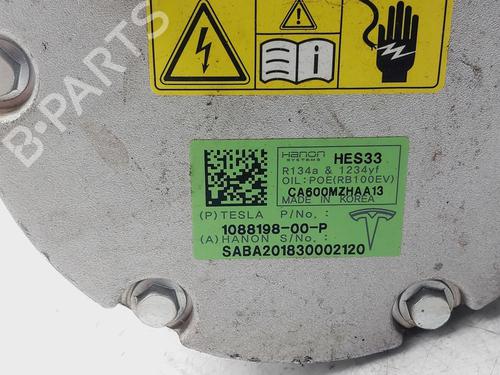 B-PARTS
Hanon
SYSTEMS
HES33
R134a & 1234yf
OIL:POE(RB100EV)
CA600MZHAA13
MADE IN KOREA
(P) TESLA P/No.:
1088198-00-P
(A) HANON S/No.:
SABA201830002120